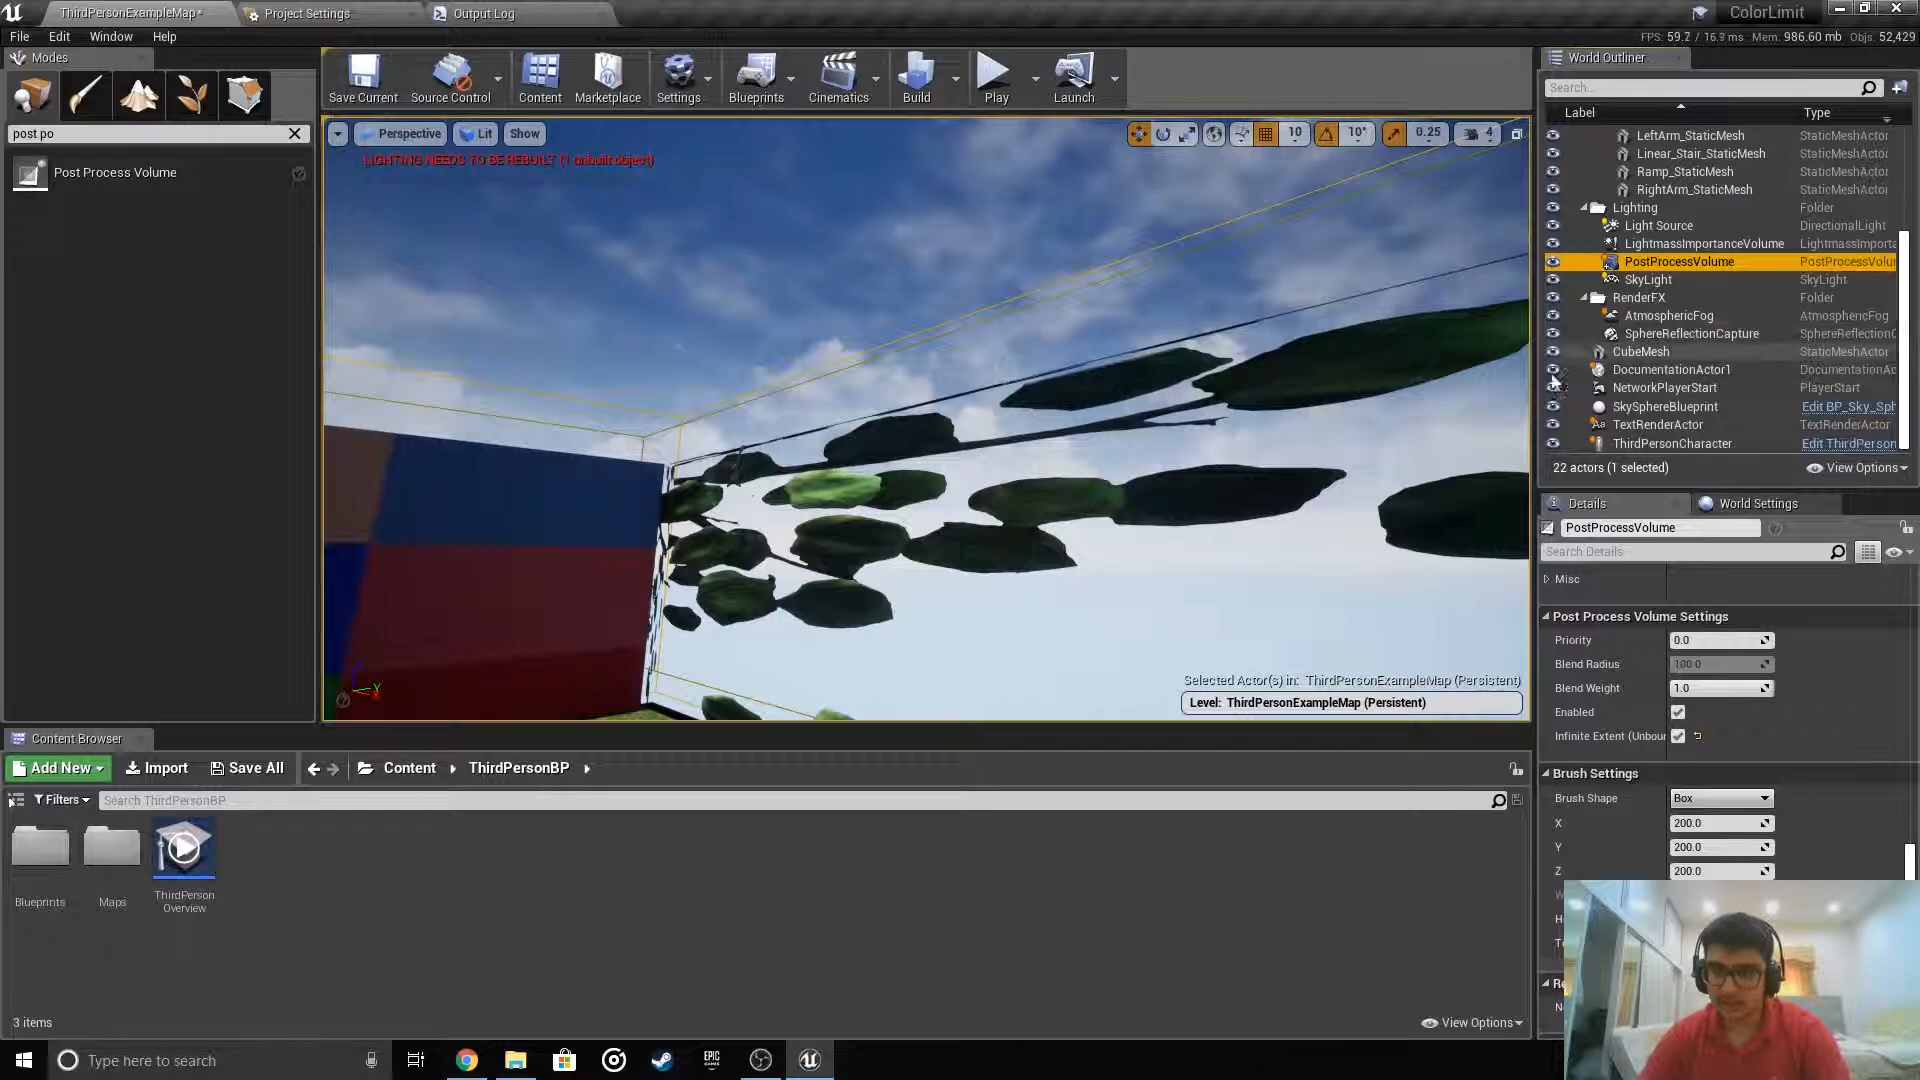 ThirdPersonExampleMap*
Project Settings
Output Log
ColorLimit
File Edit Window Help
FPS: 59.2 / 16.9 ms Mem: 986.60 mb Objs: 52,429
Modes
post po
Post Process Volume
Save Current
Source Control
Content
Marketplace
Settings
Blueprints
Cinematics
Build
Play
Launch
Perspective
Lit
Show
10
10°
0.25
4
LIGHTING NEEDS TO BE REBUILT (1 unbuilt object)
Selected Actor(s) in: ThirdPersonExampleMap (Persistent)
Level: ThirdPersonExampleMap (Persistent)
World Outliner
Search...
Label Type
LeftArm_StaticMesh StaticMeshActor
Linear_Stair_StaticMesh StaticMeshActor
Ramp_StaticMesh StaticMeshActor
RightArm_StaticMesh StaticMeshActor
Lighting Folder
Light Source DirectionalLight
LightmassImportanceVolume LightmassImporta
PostProcessVolume PostProcessVolu
SkyLight SkyLight
RenderFX Folder
AtmosphericFog AtmosphericFog
SphereReflectionCapture SphereReflectionC
CubeMesh StaticMeshActor
DocumentationActor1 DocumentationAc
NetworkPlayerStart PlayerStart
SkySphereBlueprint Edit BP_Sky_Sph
TextRenderActor TextRenderActor
ThirdPersonCharacter Edit ThirdPerson
22 actors (1 selected)
View Options
Details
World Settings
PostProcessVolume
Search Details
Misc
Post Process Volume Settings
Priority 0.0
Blend Radius 100.0
Blend Weight 1.0
Enabled
Infinite Extent (Unbour
Brush Settings
Brush Shape Box
X 200.0
Y 200.0
Z 200.0
Content Browser
Add New
Import
Save All
Content
ThirdPersonBP
Filters
Search ThirdPersonBP
Blueprints
Maps
ThirdPerson
Overview
3 items
View Options
Type here to search
EPIC
GAMES